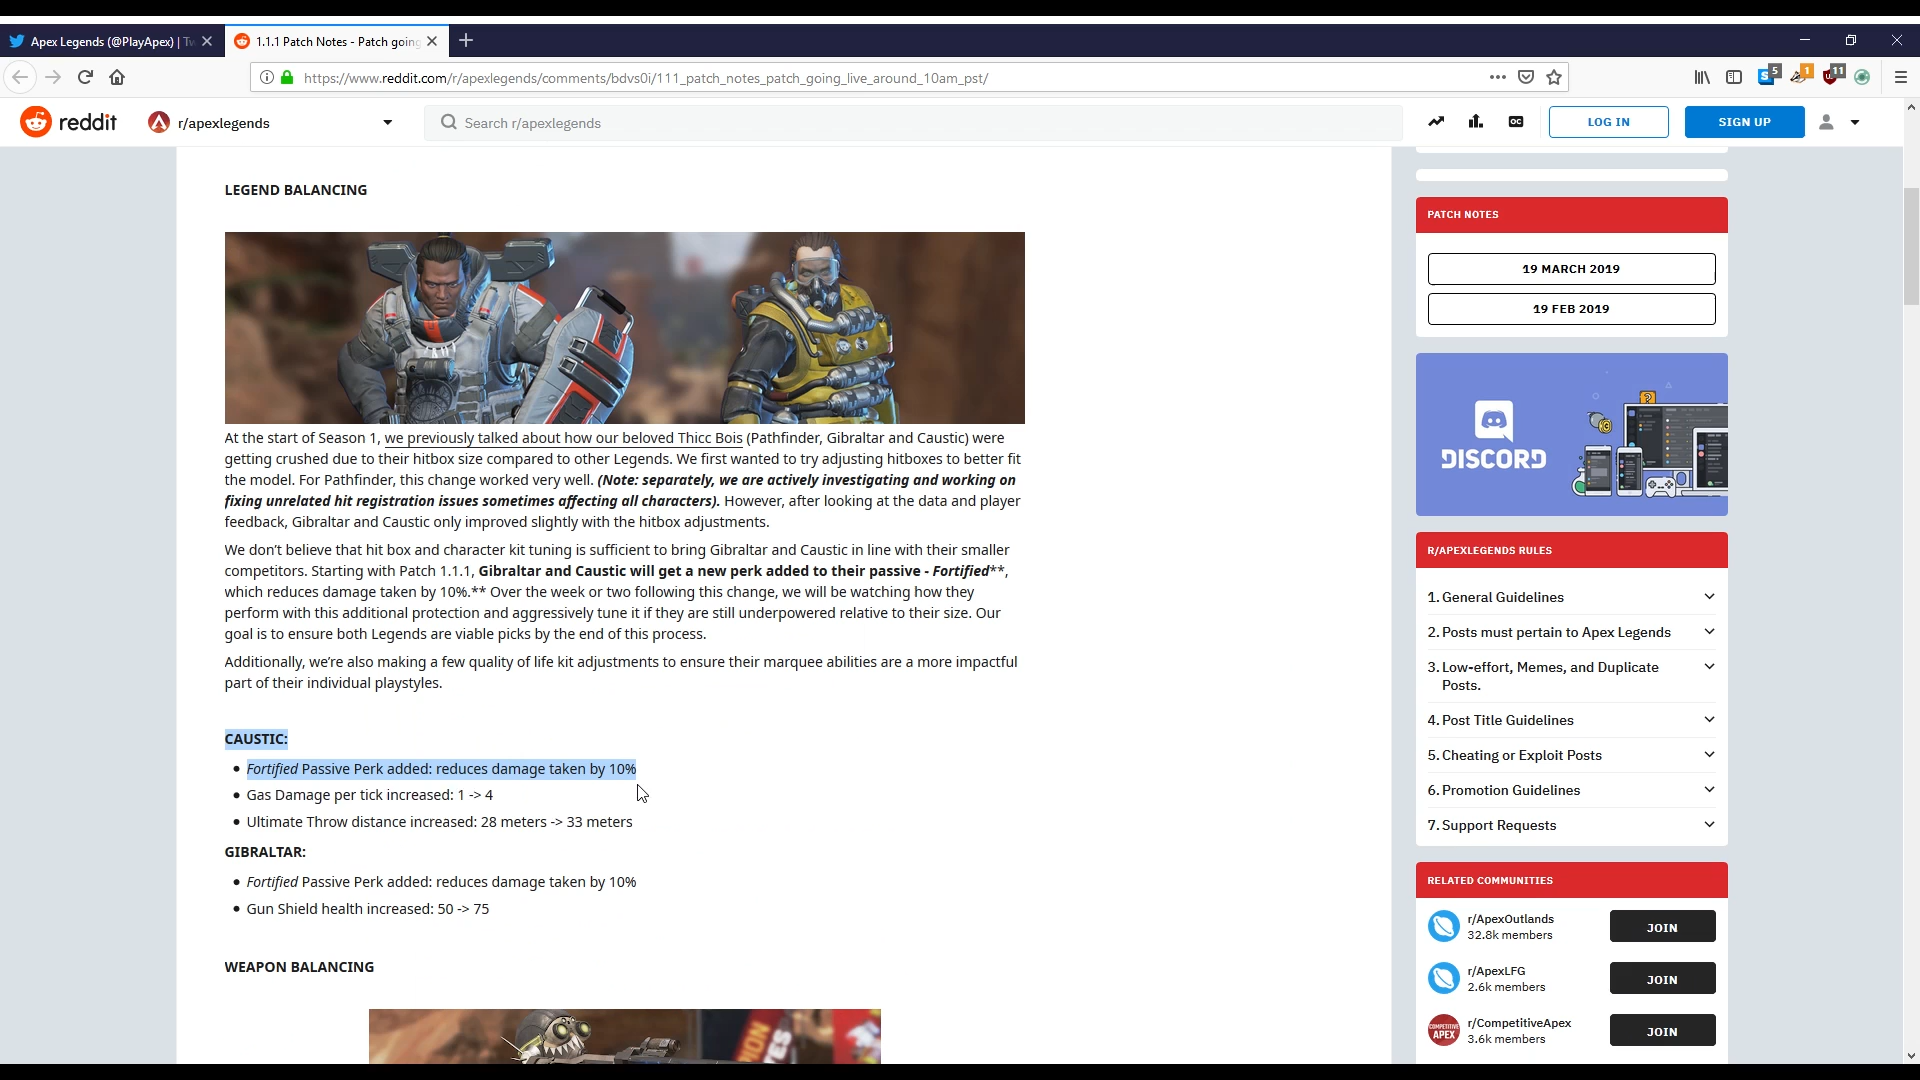 Apex Legends (@PlayApex) | Tw
1.1.1 Patch Notes - Patch going
https://www.reddit.com/r/apexlegends/comments/bdvs0i/111_patch_notes_patch_going_live_around_10am_pst/
5
1
11
reddit
r/apexlegends
Search r/apexlegends
LOG IN
SIGN UP
LEGEND BALANCING
At the start of Season 1, we previously talked about how our beloved Thicc Bois (Pathfinder, Gibraltar and Caustic) were
getting crushed due to their hitbox size compared to other Legends. We first wanted to try adjusting hitboxes to better fit
the model. For Pathfinder, this change worked very well. (Note: separately, we are actively investigating and working on
fixing unrelated hit registration issues sometimes affecting all characters). However, after looking at the data and player
feedback, Gibraltar and Caustic only improved slightly with the hitbox adjustments.
We don’t believe that hit box and character kit tuning is sufficient to bring Gibraltar and Caustic in line with their smaller
competitors. Starting with Patch 1.1.1, Gibraltar and Caustic will get a new perk added to their passive - Fortified**,
which reduces damage taken by 10%.** Over the week or two following this change, we will be watching how they
perform with this additional protection and aggressively tune it if they are still underpowered relative to their size. Our
goal is to ensure both Legends are viable picks by the end of this process.
Additionally, we’re also making a few quality of life kit adjustments to ensure their marquee abilities are a more impactful
part of their individual playstyles.
CAUSTIC:
• Fortified Passive Perk added: reduces damage taken by 10%
• Gas Damage per tick increased: 1 -> 4
• Ultimate Throw distance increased: 28 meters -> 33 meters
GIBRALTAR:
• Fortified Passive Perk added: reduces damage taken by 10%
• Gun Shield health increased: 50 -> 75
WEAPON BALANCING
PATCH NOTES
19 MARCH 2019
19 FEB 2019
DISCORD
R/APEXLEGENDS RULES
1. General Guidelines
2. Posts must pertain to Apex Legends
3. Low-effort, Memes, and Duplicate
Posts.
4. Post Title Guidelines
5. Cheating or Exploit Posts
6. Promotion Guidelines
7. Support Requests
RELATED COMMUNITIES
r/ApexOutlands
32.8k members
JOIN
r/ApexLFG
2.6k members
JOIN
COMPETITIVE
APEX
r/CompetitiveApex
3.6k members
JOIN